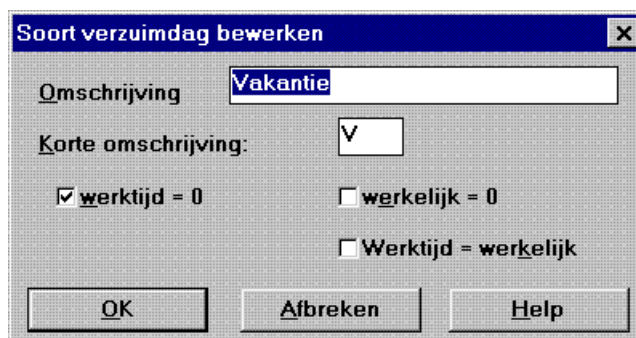 Soort verzuimdag bewerken
Omschrijving Vakantie
Korte omschrijving: V
werktijd = 0 werkelijk = 0
Werktijd = werkelijk
OK Afbreken Help